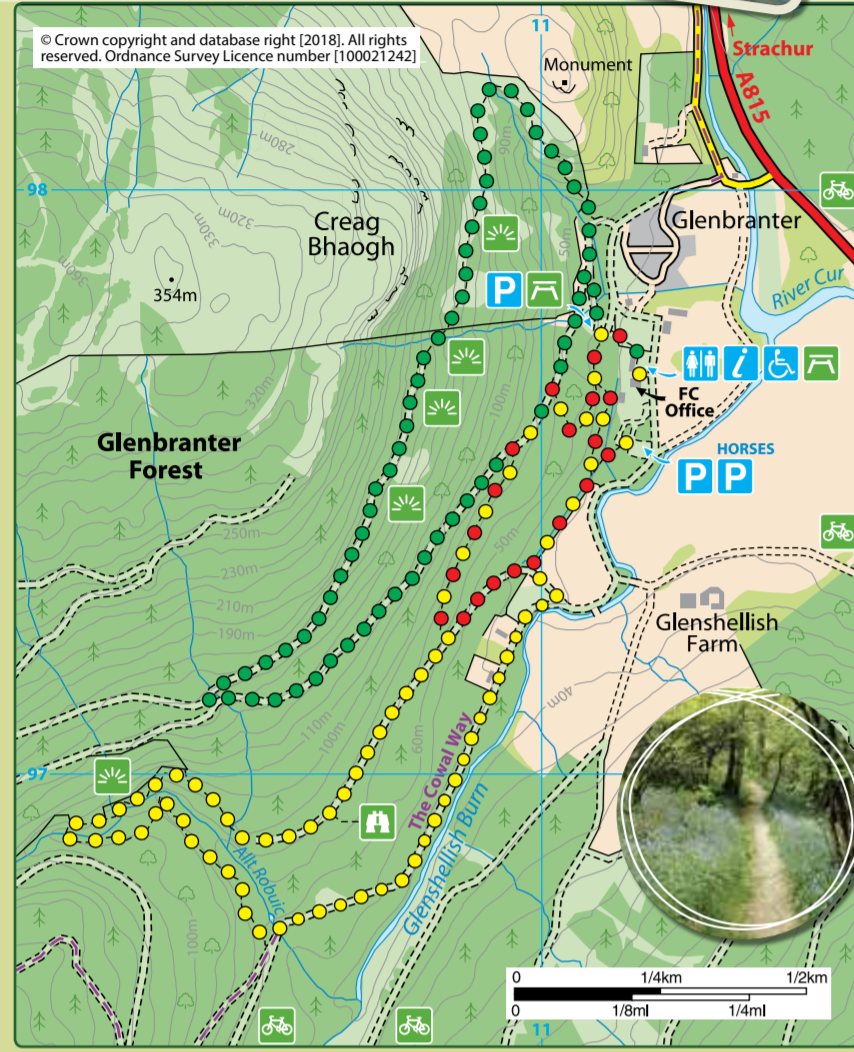 © Crown copyright and database right [2018]. All rights
reserved. Ordnance Survey Licence number [100021242]
11
Monument
Strachur
A815
280m
90m
98
Creag
Bhaogh
Glenbranter
320m
330m
360m
50m
354m
P
River Cur
i
320m
100m
FC
Office
Glenbranter
Forest
HORSES
P P
250m
50m
230m
210m
190m
Glenshellish
Farm
40m
110m
100m
60m
The Cowal Way
97
Glenshellish Burn
Allt Robuic
100m
0 1/4km 1/2km
0 1/8ml 1/4ml
11